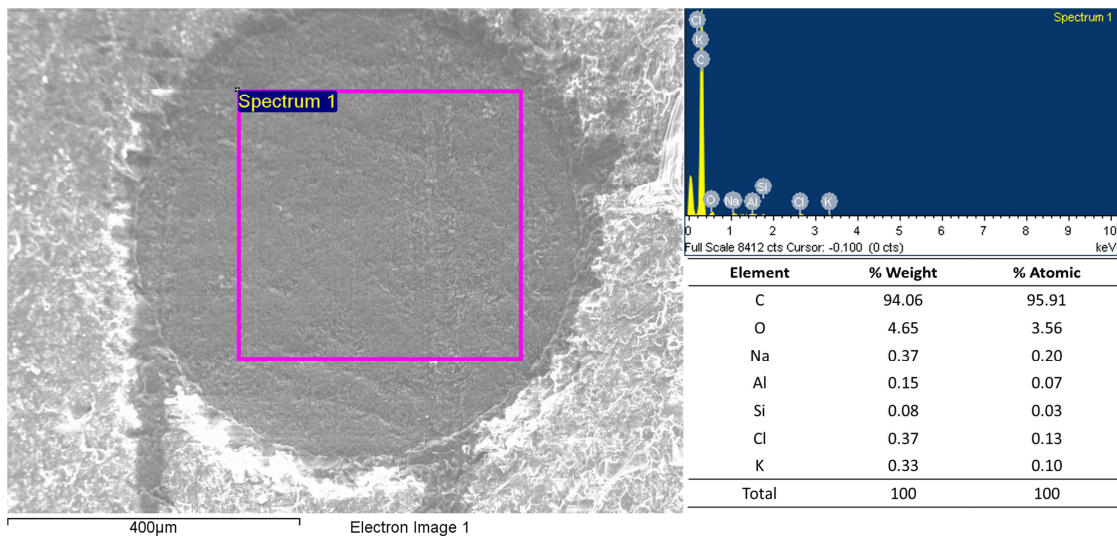 Spectrum 1
400μm
Electron Image 1
Spectrum 1
Cl
K
C
O
Na
Al
Si
Cl
K
0 1 2 3 4 5 6 7 8 9 10
Full Scale 8412 cts Cursor: -0.100 (0 cts)
keV
Element % Weight % Atomic
C 94.06 95.91
O 4.65 3.56
Na 0.37 0.20
Al 0.15 0.07
Si 0.08 0.03
Cl 0.37 0.13
K 0.33 0.10
Total 100 100